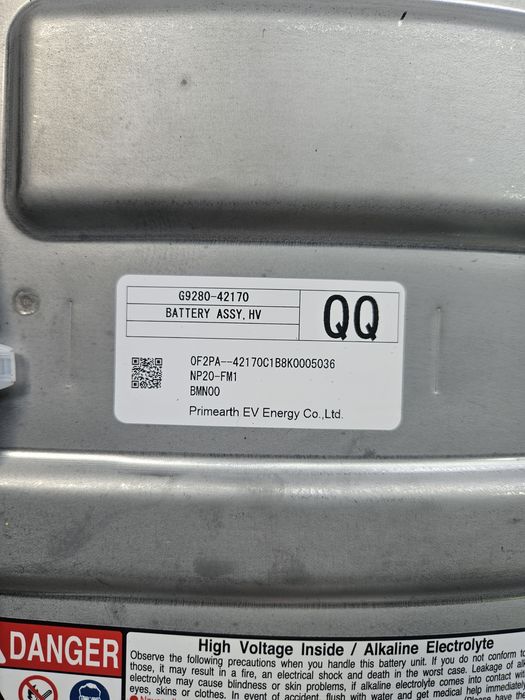 G9280-42170
BATTERY ASSY, HV
QQ
0F2PA--42170C1B8K0005036
NP20-FM1
BMN00
Primearth EV Energy Co.,Ltd.
DANGER
High Voltage Inside / Alkaline Electrolyte
Observe the following precautions when you handle this battery unit. If you do not conform to
those, it may result in a fire, an electrical shock and death in the worst case. Leakage of
electrolyte may cause blindness or skin problems, if alkaline electrolyte comes into contact
eyes, skins or clothes. In event of accident, flush with water and get medical help